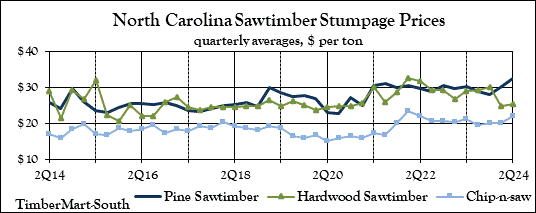 North Carolina Sawtimber Stumpage Prices
quarterly averages, $ per ton
$40
$30
$20
$10
2Q14 2Q16 2Q18 2Q20 2Q22 2Q24
Pine Sawtimber Hardwood Sawtimber Chip-n-saw
TimberMart-South